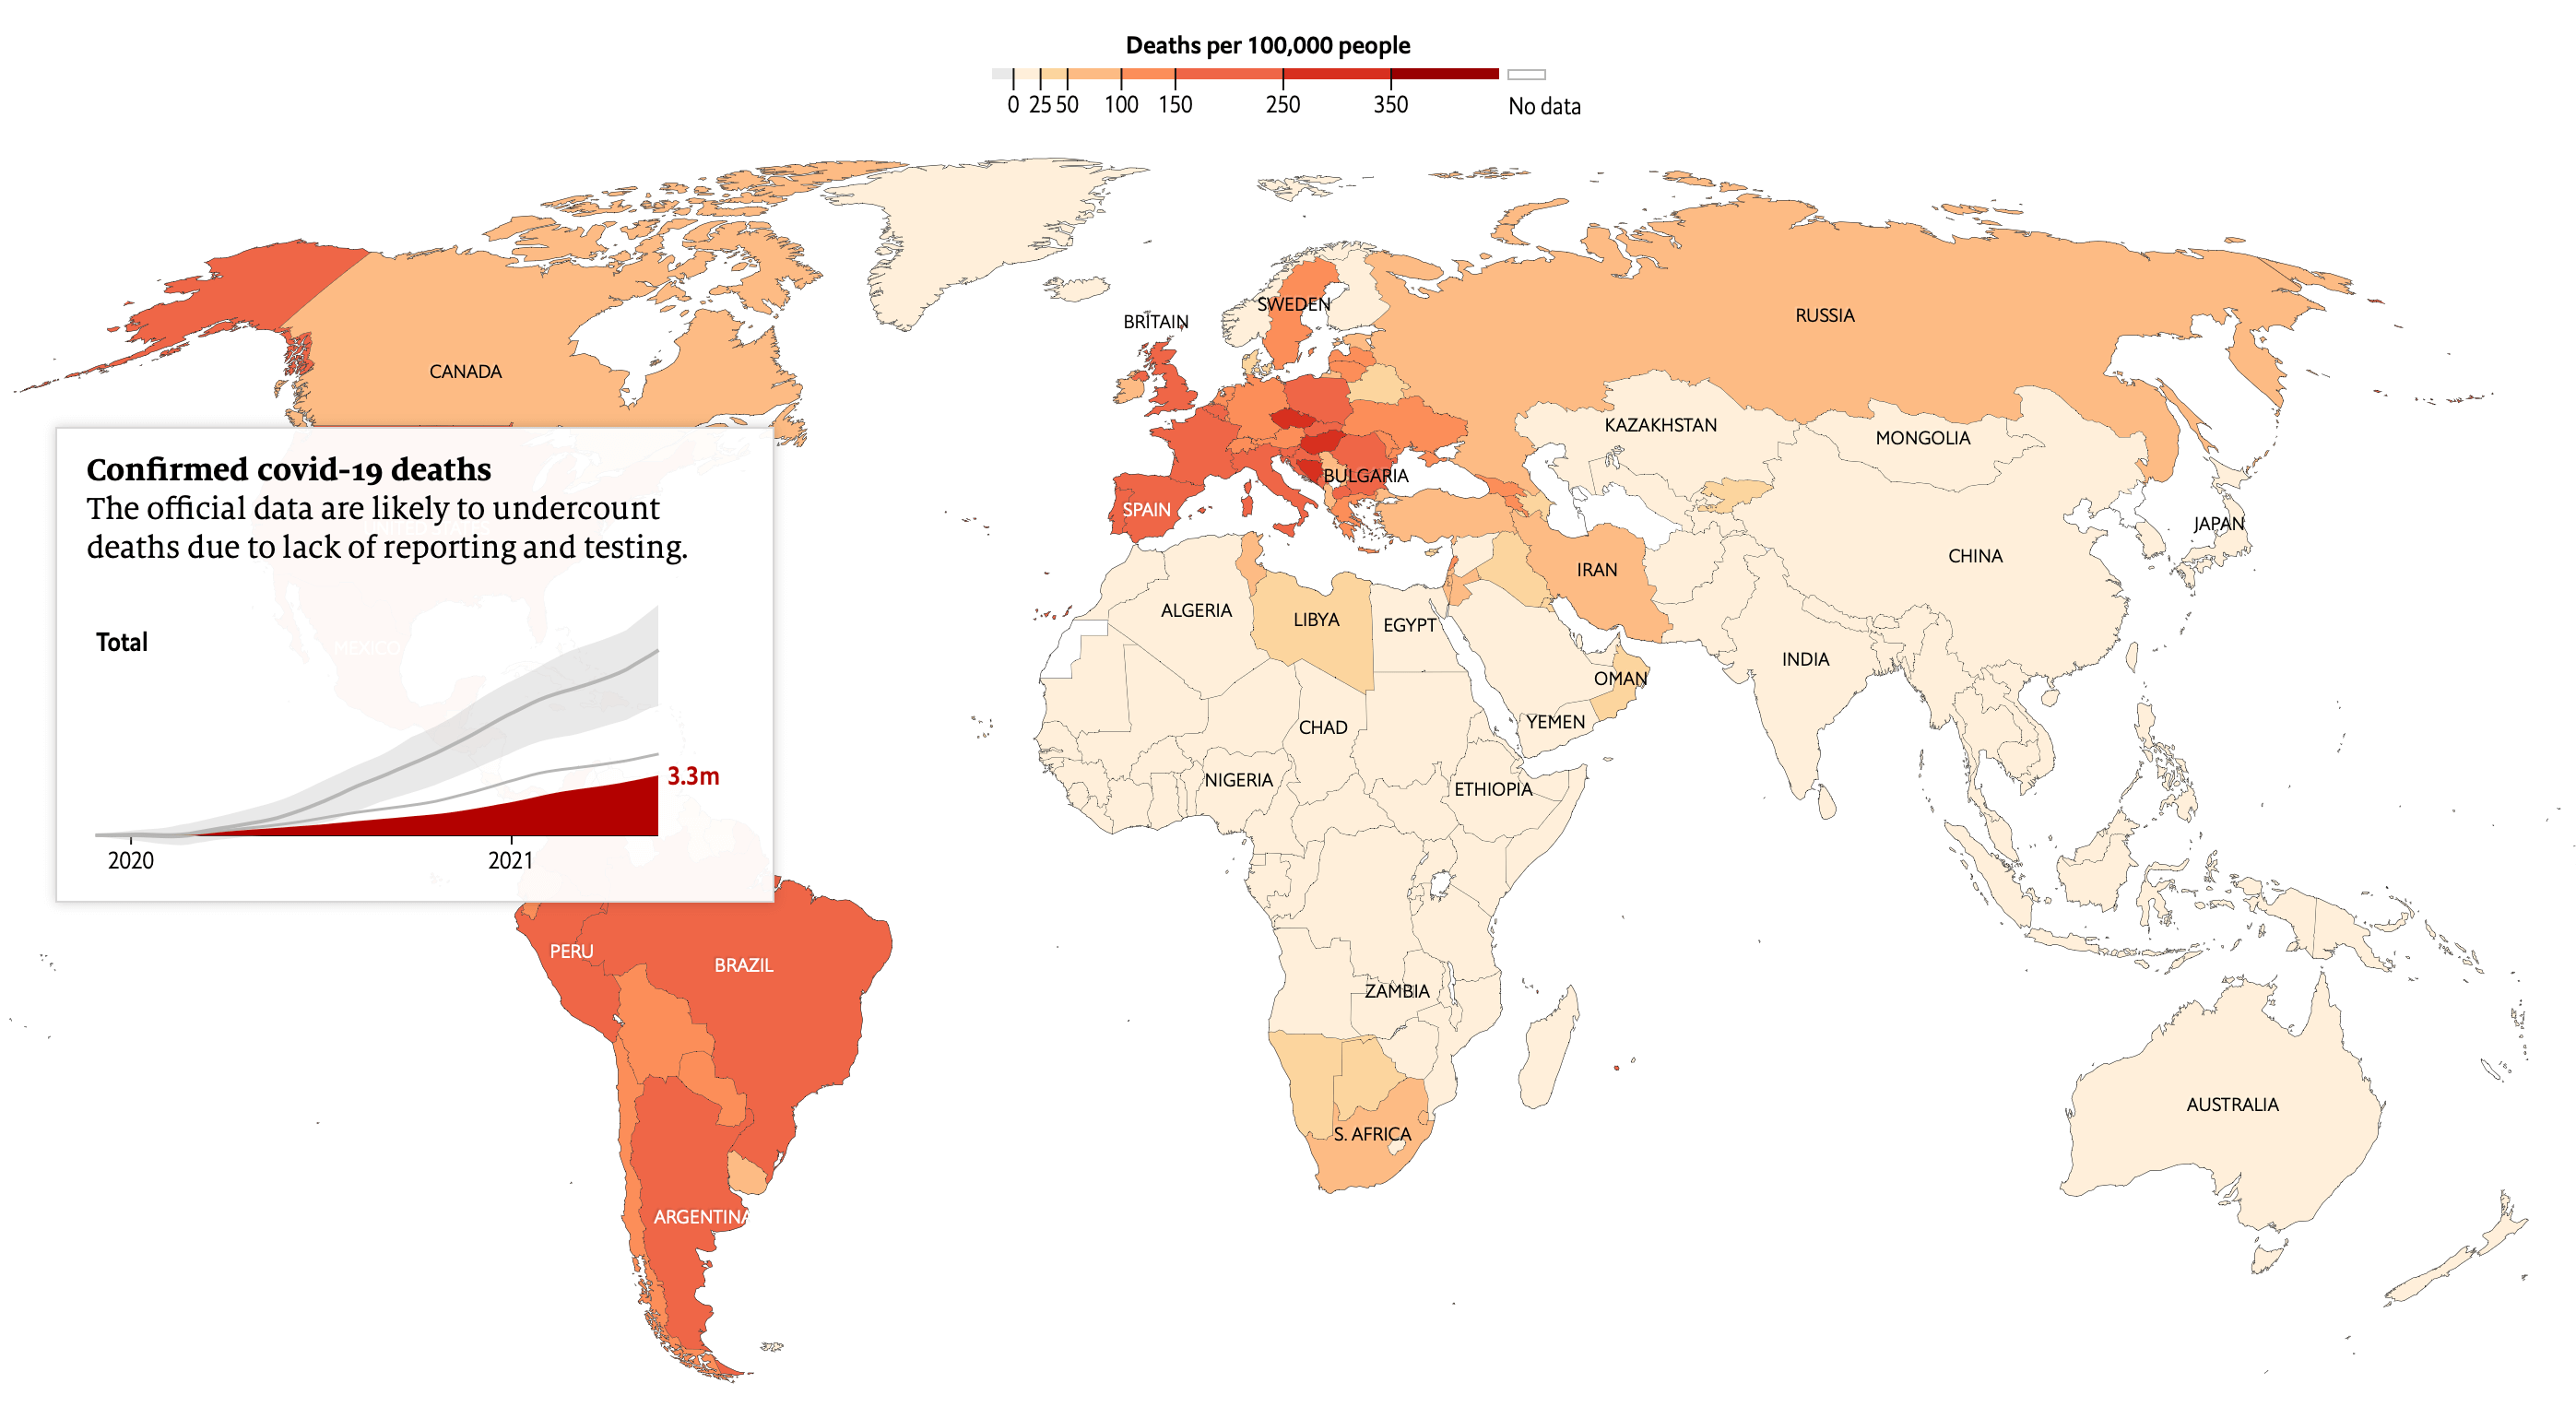 Deaths per 100,000 people
0 25 50 100 150 250 350 No data
SWEDEN
BRITAIN
RUSSIA
CANADA
KAZAKHSTAN
MONGOLIA
BULGARIA
SPAIN
JAPAN
CHINA
IRAN
Confirmed covid-19 deaths
The official data are likely to undercount
deaths due to lack of reporting and testing.
Total
MEXICO
3.3m
2020 2021
ALGERIA
LIBYA
EGYPT
INDIA
OMAN
YEMEN
CHAD
NIGERIA
ETHIOPIA
PERU
BRAZIL
ZAMBIA
AUSTRALIA
S. AFRICA
ARGENTINA